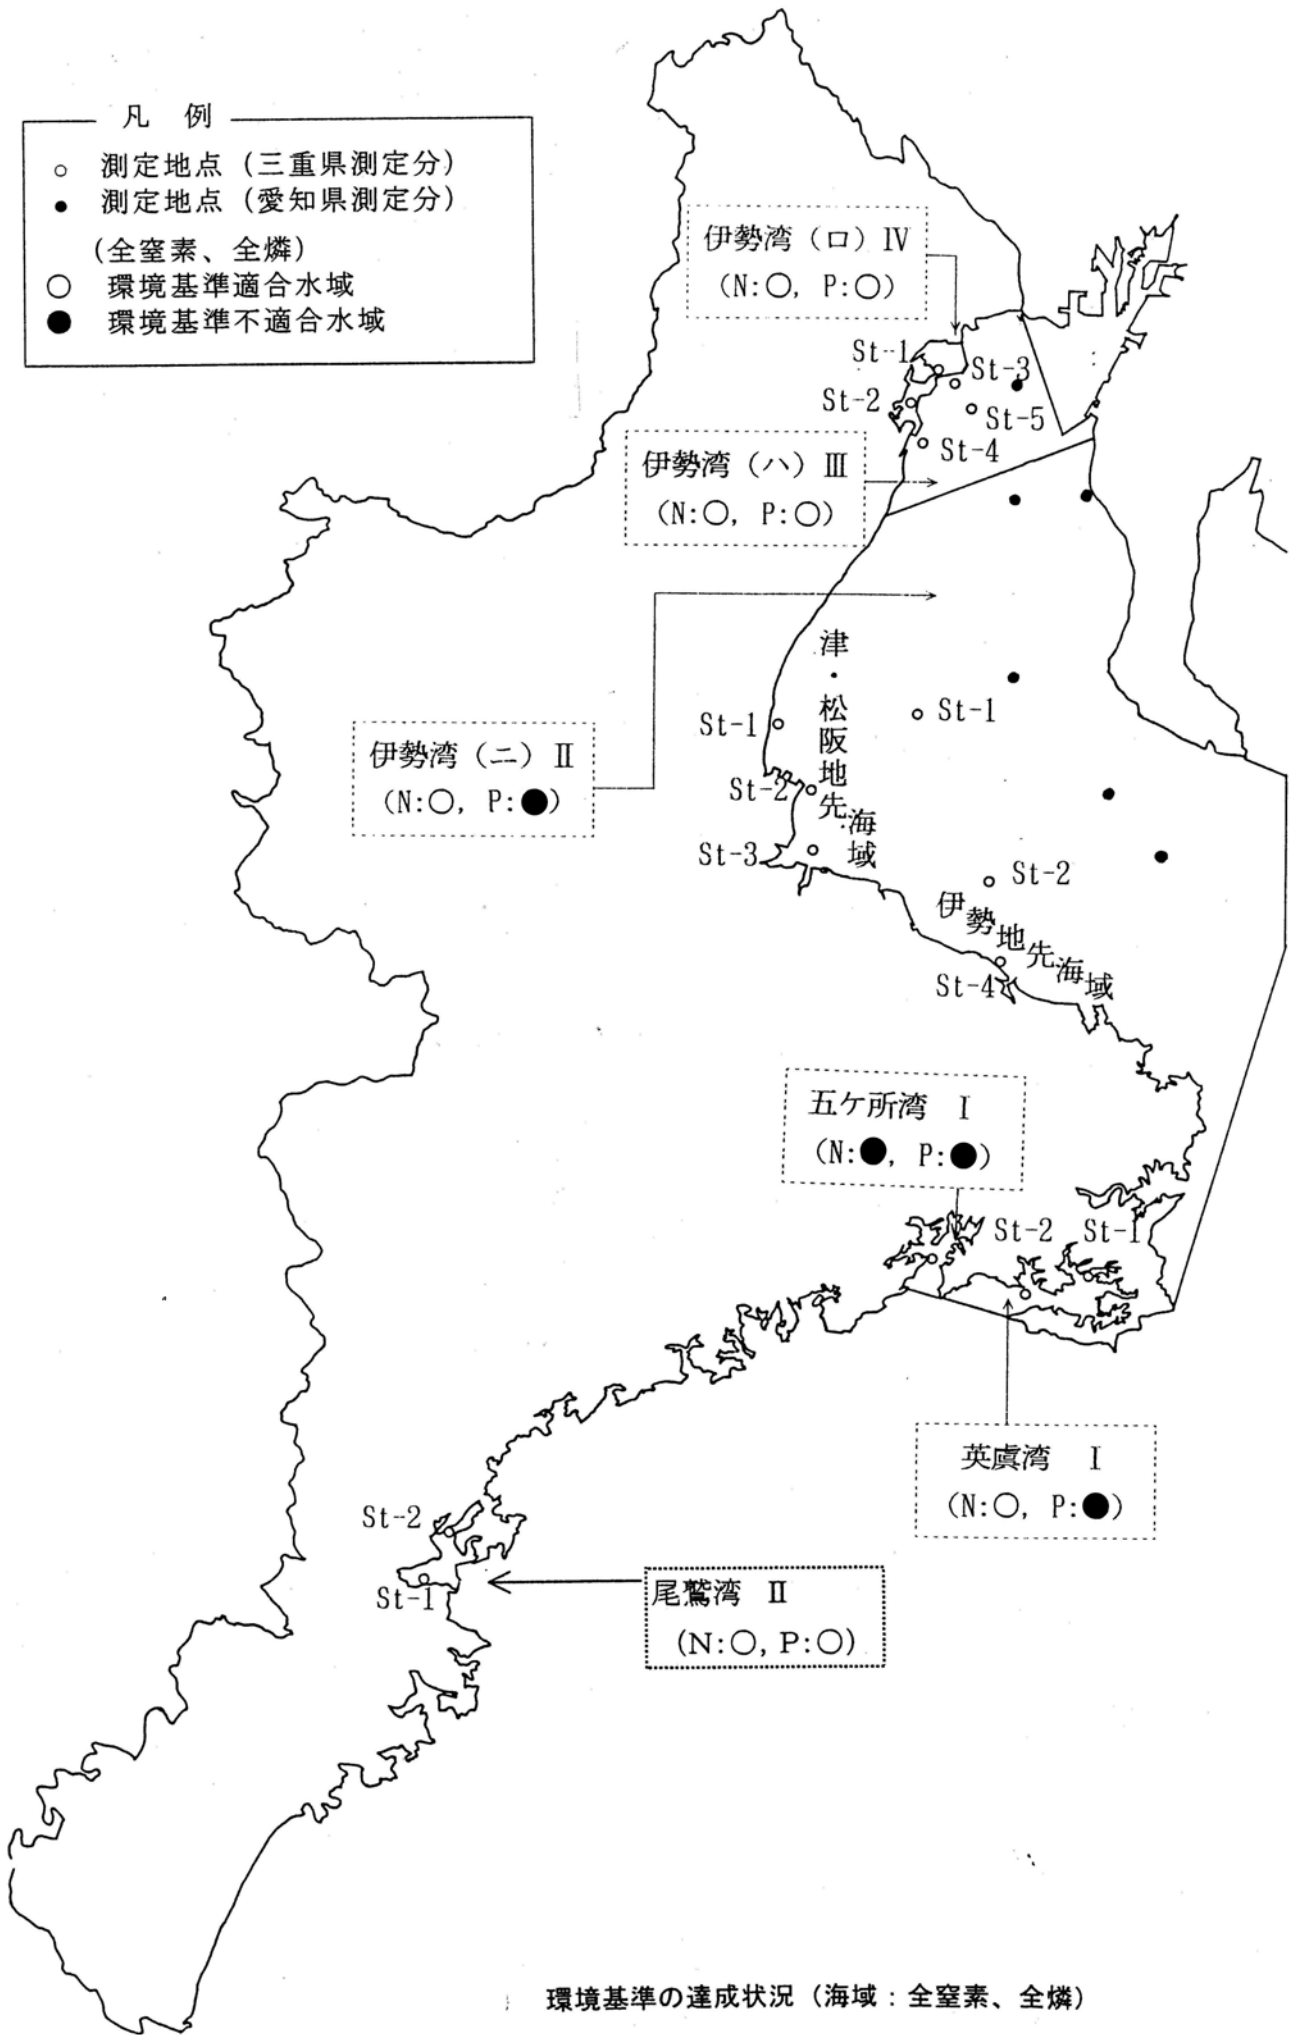 凡 例
測定地点（三重県測定分）
測定地点（愛知県測定分）
（全窒素、全燐）
○ 環境基準適合水域
● 環境基準不適合水域
伊勢湾（ロ）Ⅳ
（N:○, P:○）
St-1
St-3
St-2
St-5
St-4
伊勢湾（ハ）Ⅲ
（N:○, P:○）
津・松阪地先海域
St-1
St-1
伊勢湾（ニ）Ⅱ
（N:○, P:●）
St-2
St-3
St-2
伊勢地先海域
St-4
五ケ所湾 Ⅰ
（N:●, P:●）
St-2
St-1
英虞湾 Ⅰ
（N:○, P:●）
St-2
St-1
尾鷲湾 Ⅱ
（N:○, P:○）
環境基準の達成状況（海域：全窒素、全燐）